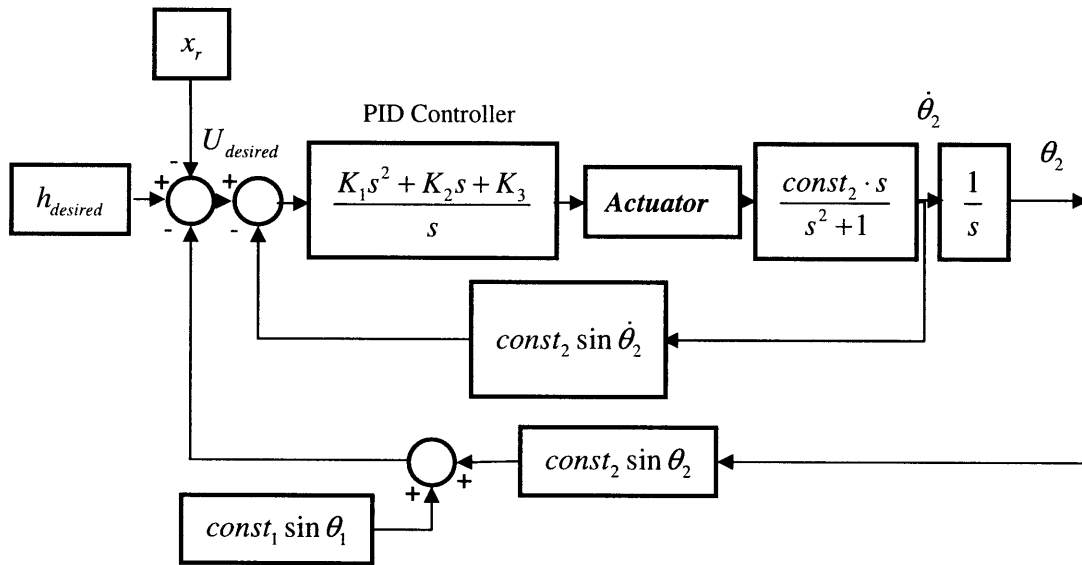 x_r
PID Controller
U_desired
θ̇_2
θ_2
h_desired
(K_1 s^2 + K_2 s + K_3) / s
Actuator
(const_2 · s) / (s^2 + 1)
1 / s
const_2 sin θ̇_2
const_2 sin θ_2
const_1 sin θ_1
- + - + - + +